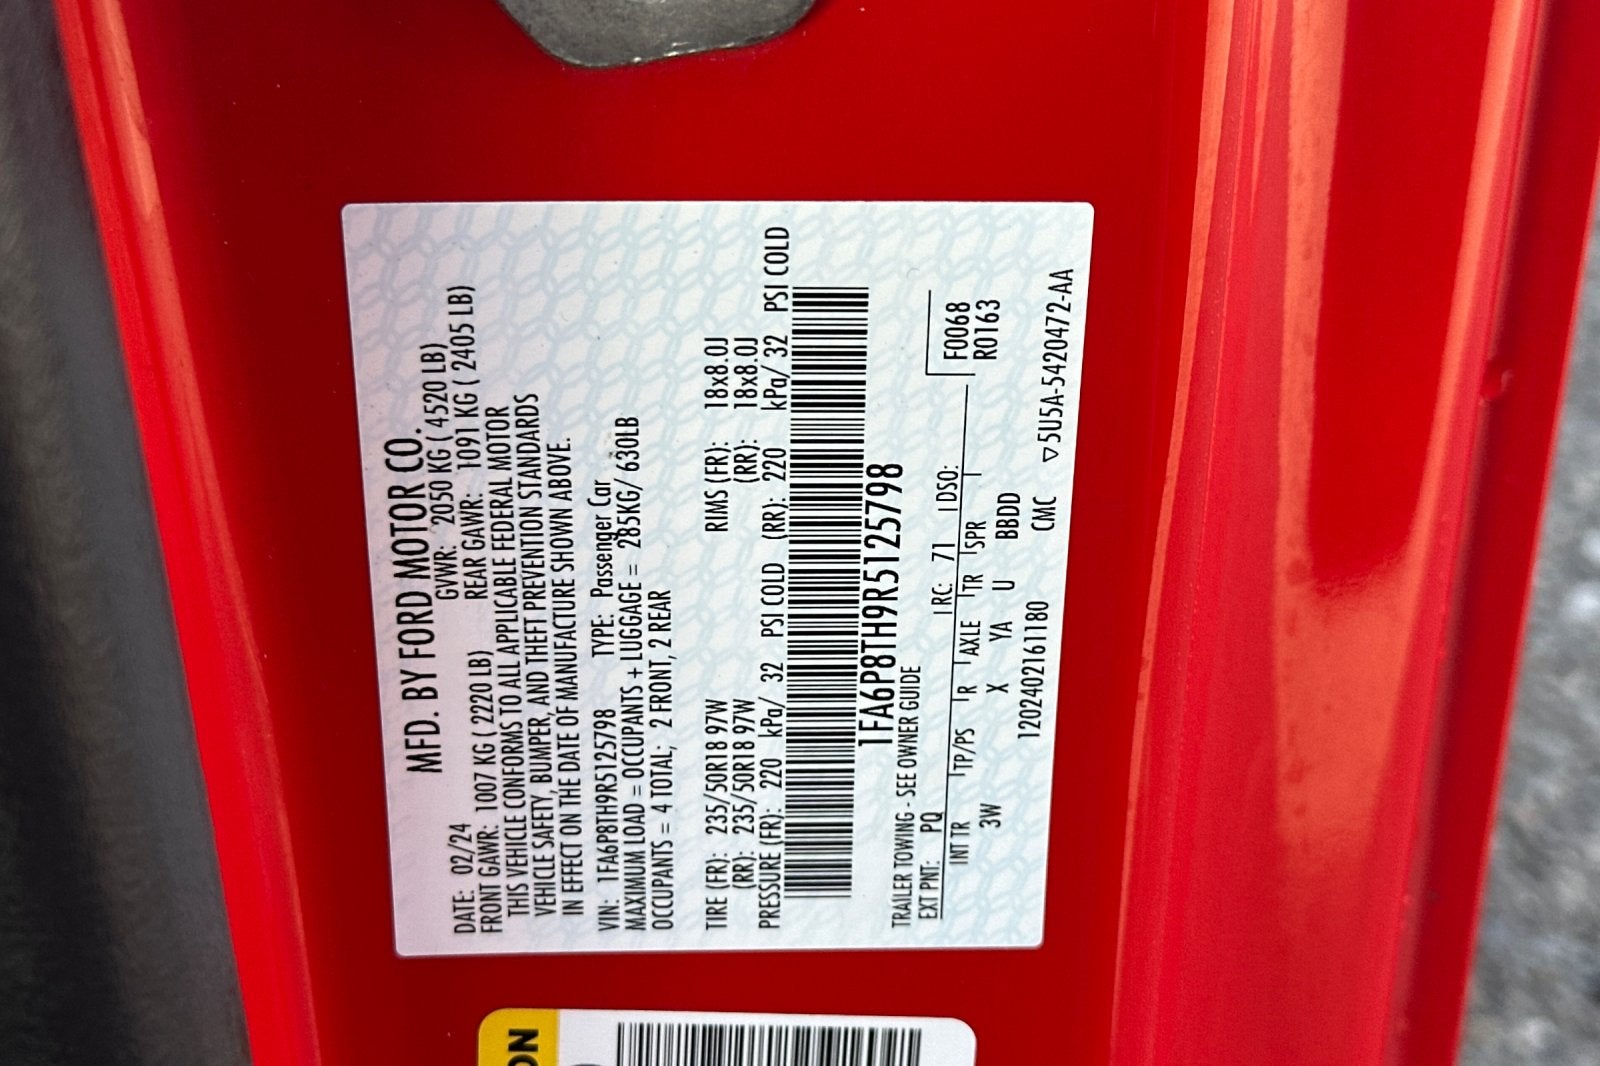 MFD. BY FORD MOTOR CO.
DATE: 02/24 GVWR: 2050 KG ( 4520 LB)
FRONT GAWR: 1007 KG ( 2220 LB) REAR GAWR: 1091 KG ( 2405 LB)
THIS VEHICLE CONFORMS TO ALL APPLICABLE FEDERAL MOTOR
VEHICLE SAFETY, BUMPER, AND THEFT PREVENTION STANDARDS
IN EFFECT ON THE DATE OF MANUFACTURE SHOWN ABOVE.
VIN: 1FA6P8TH9R5125798 TYPE: Passenger Car
MAXIMUM LOAD = OCCUPANTS + LUGGAGE = 285KG/ 630LB
OCCUPANTS = 4 TOTAL; 2 FRONT, 2 REAR
TIRE (FR): 235/50R18 97W RIMS (FR): 18x8.0J
(RR): 235/50R18 97W (RR): 18x8.0J
PRESSURE (FR): 220 kPa/ 32 PSI COLD (RR): 220 kPa/ 32 PSI COLD
1FA6P8TH9R5125798
TRAILER TOWING - SEE OWNER GUIDE
EXT PNT: PQ RC: 71 DSO:
F0068
R0163
INT TR TP/PS R AXLE TR SPR
3W X YA U BBDD
12024021611180 CMC ▽5U5A-5420472-AA
ON